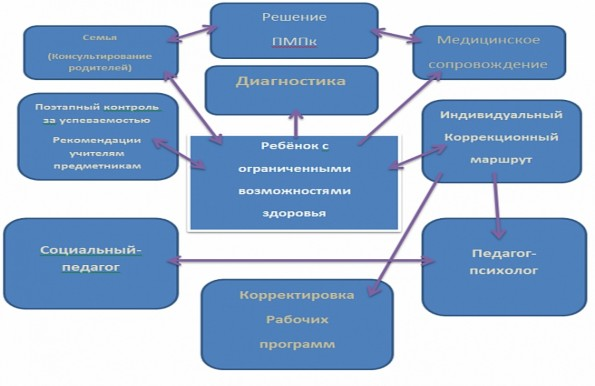 Решение
ПМПк
Семья
(Консультирование
родителей)
Медицинское
сопровождение
Диагностика
Поэтапный контроль
за успеваемостью
Рекомендации
учителям
предметникам
Ребёнок с
ограниченными
возможностями
здоровья
Индивидуальный
Коррекционный
маршрут
Социальный-
педагог
Педагог-
психолог
Корректировка
Рабочих
программ